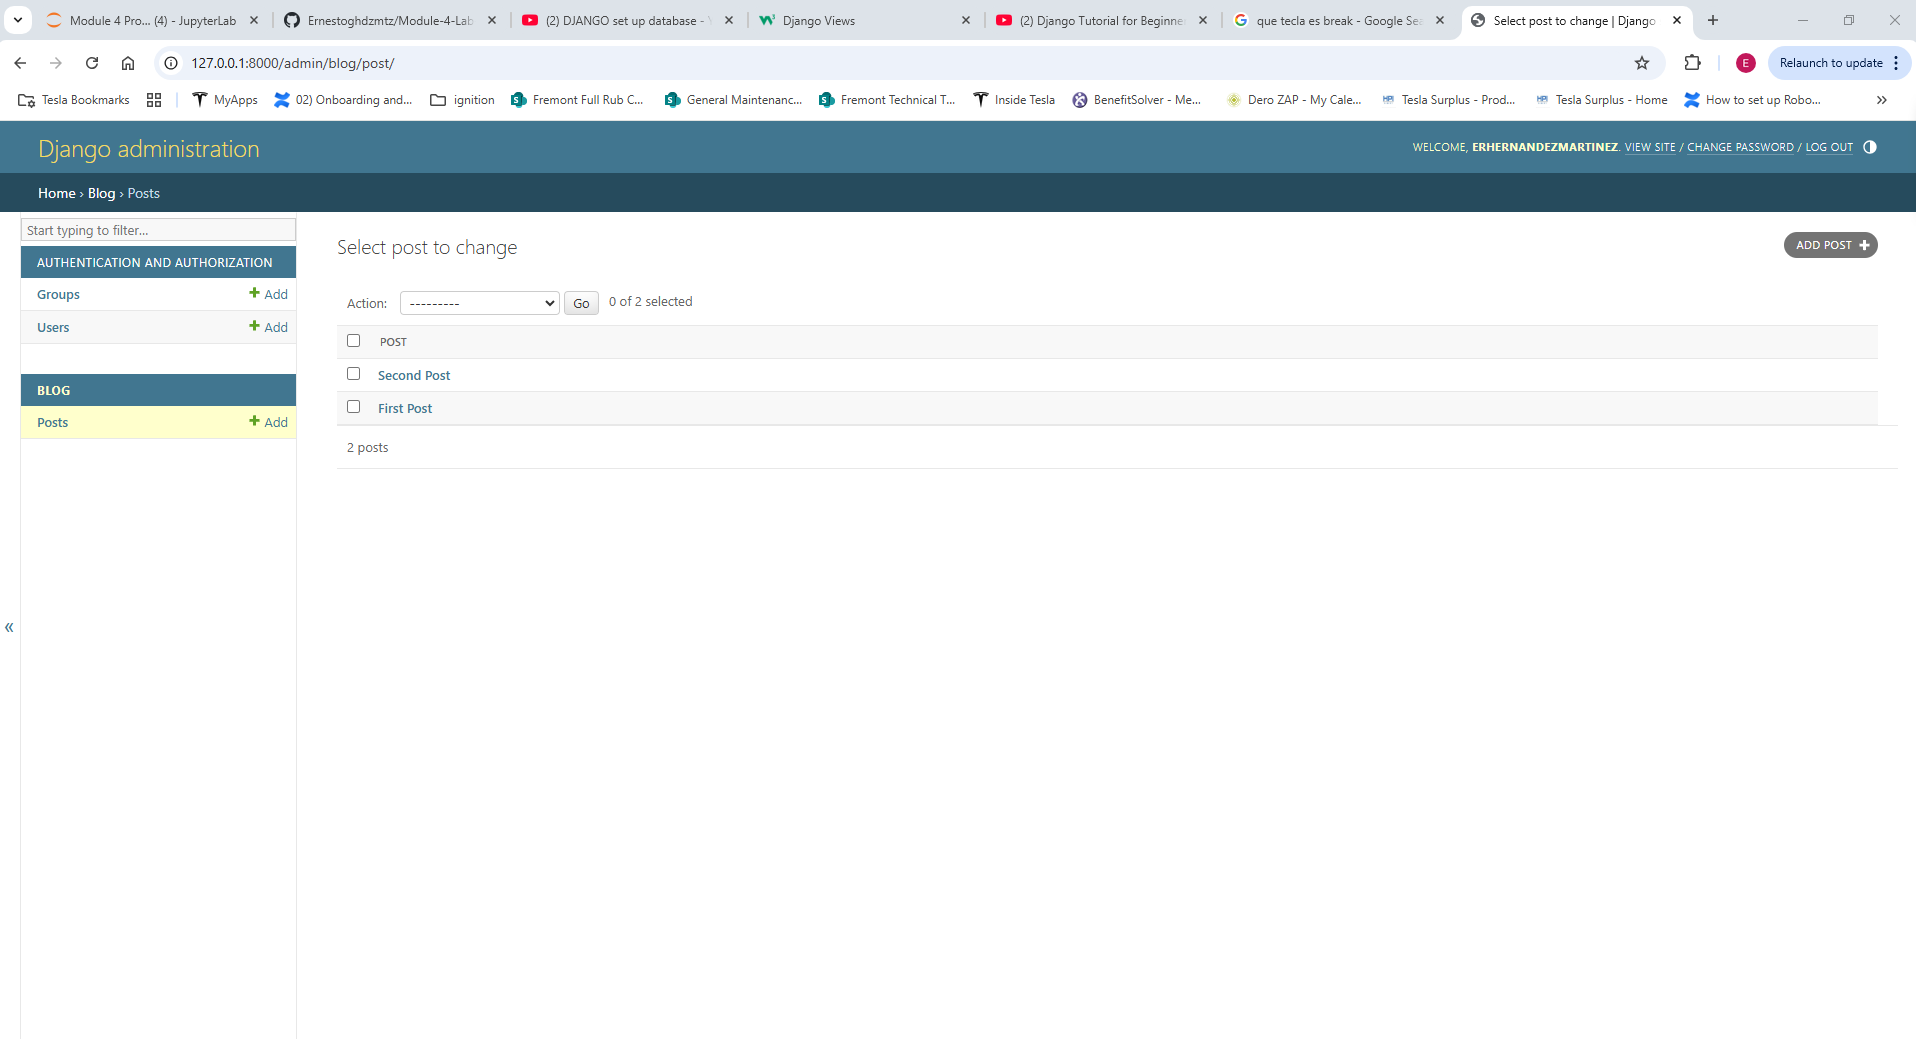 Module 4 Pro... (4) - JupyterLab
Ernestoghdzmtz/Module-4-Lab
(2) DJANGO set up database -
Django Views
(2) Django Tutorial for Beginne
que tecla es break - Google Sea
Select post to change | Django
127.0.0.1:8000/admin/blog/post/
E
Relaunch to update
Tesla Bookmarks
MyApps
02) Onboarding and...
ignition
Fremont Full Rub C...
General Maintenanc...
Fremont Technical T...
Inside Tesla
BenefitSolver - Me...
Dero ZAP - My Cale...
Tesla Surplus - Prod...
Tesla Surplus - Home
How to set up Robo...
»
Django administration
WELCOME, ERHERNANDEZMARTINEZ. VIEW SITE / CHANGE PASSWORD / LOG OUT
Home › Blog › Posts
Start typing to filter...
AUTHENTICATION AND AUTHORIZATION
Groups
+ Add
Users
+ Add
BLOG
Posts
+ Add
«
Select post to change
ADD POST +
Action: --------- Go 0 of 2 selected
POST
Second Post
First Post
2 posts